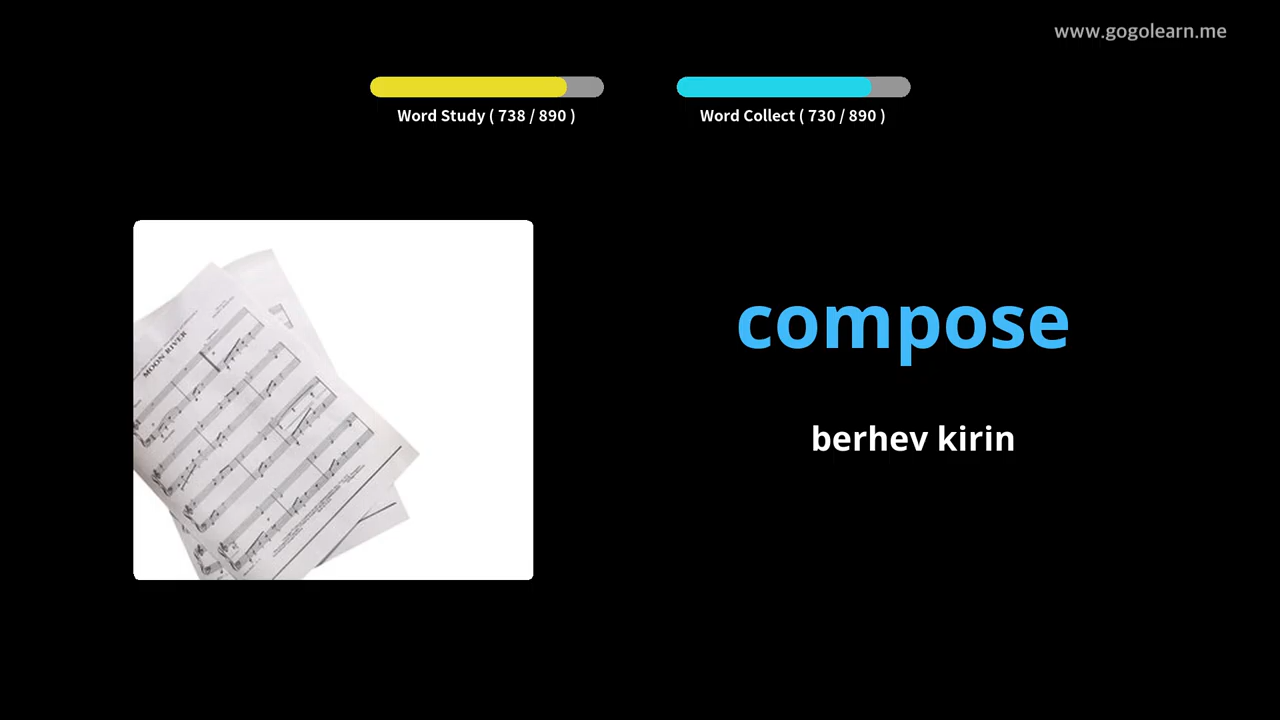 www.gogolearn.me
Word Study ( 738 / 890 )
Word Collect ( 730 / 890 )
MOON RIVER
compose
berhev kirin